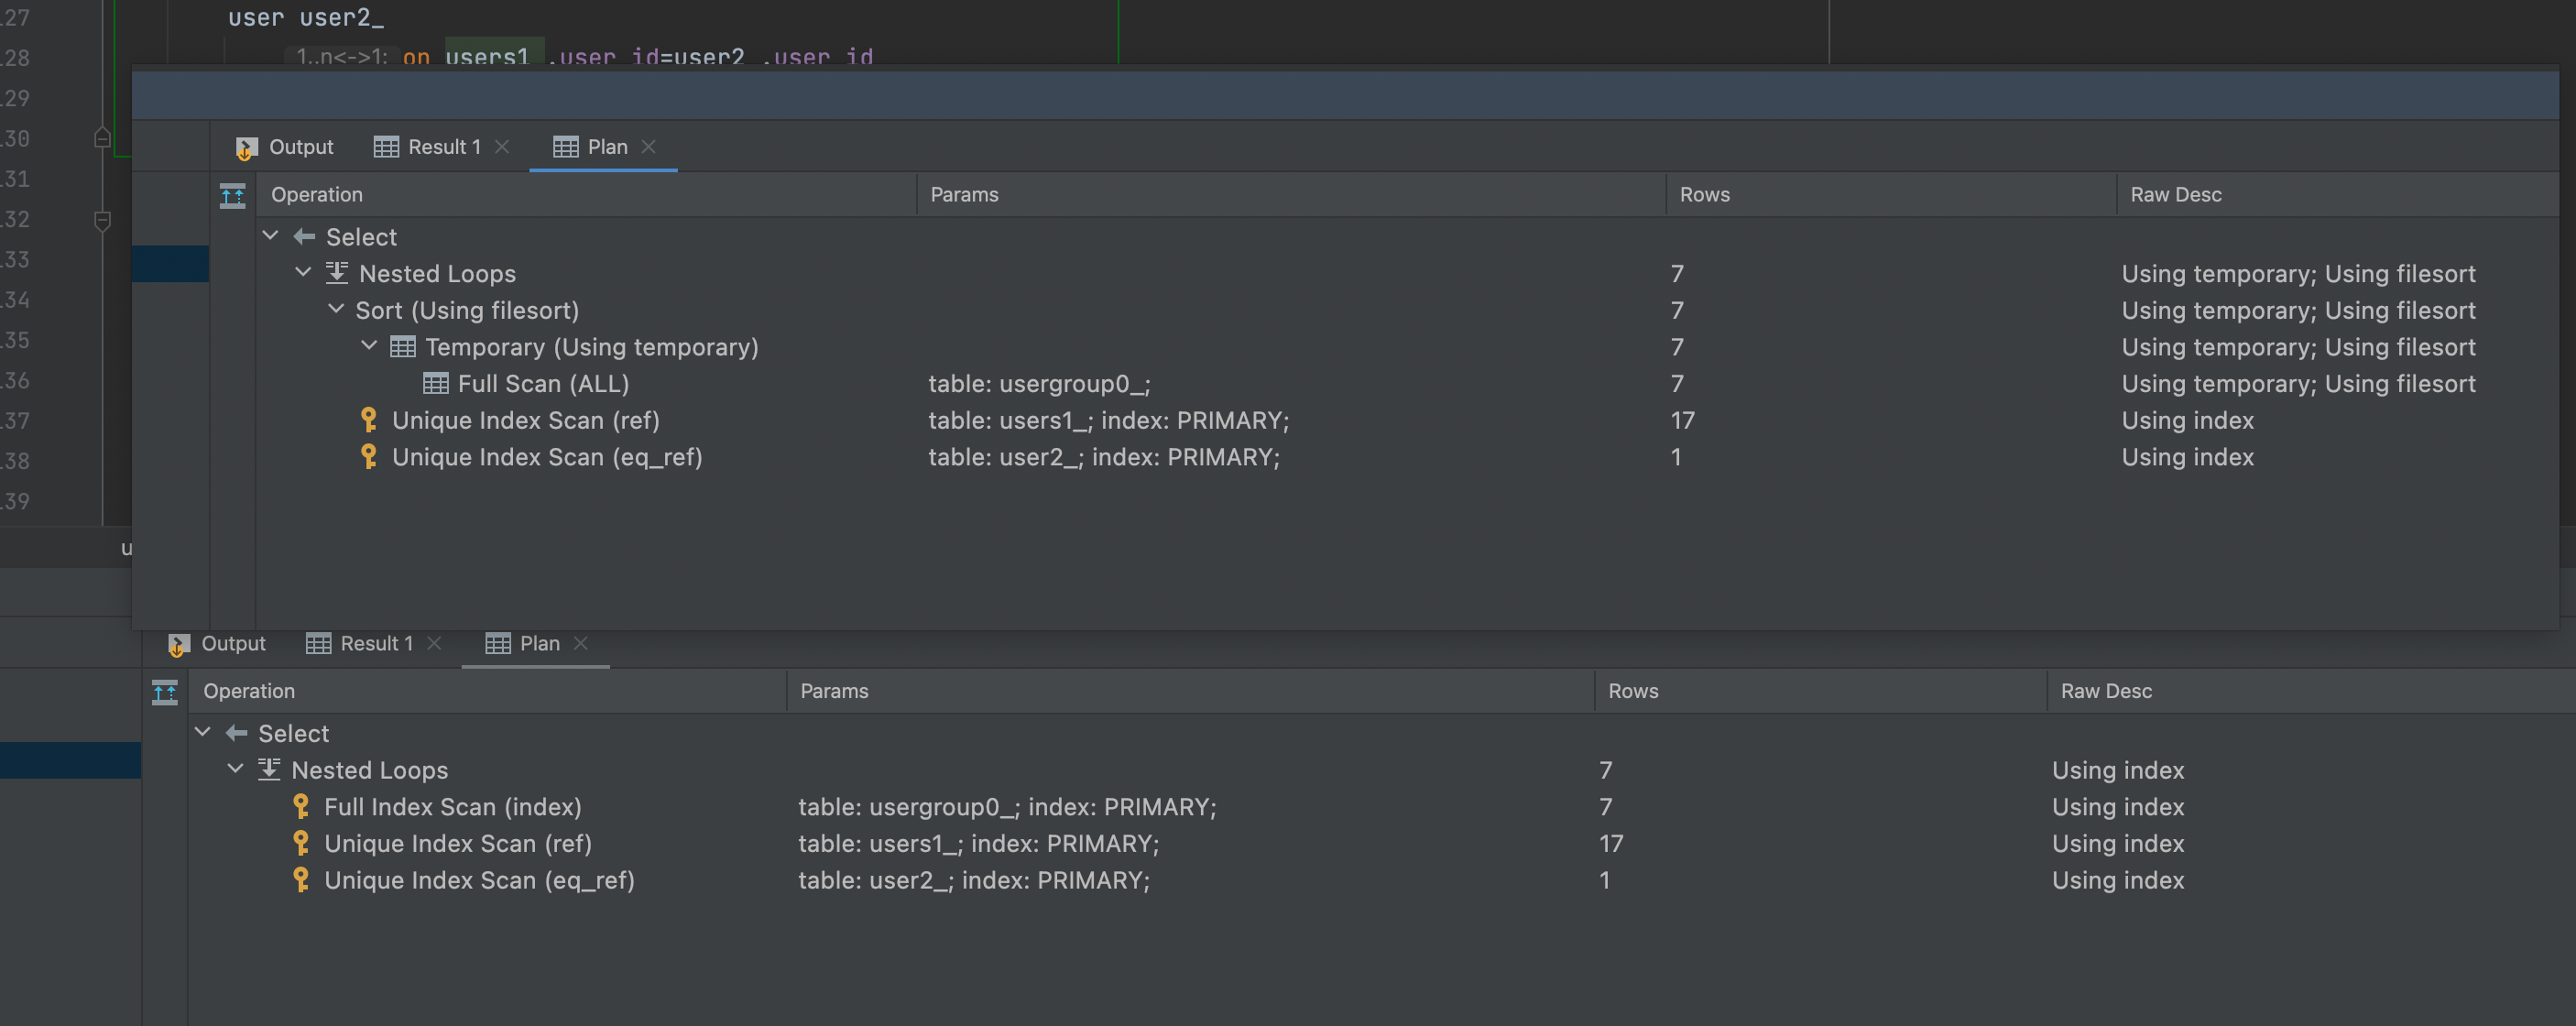 27 user user2_
28 1..n<->1: on users1_.user_id=user2_.user_id
29
30
31
32
33
34
35
36
37
38
39
Output Result 1 Plan
Operation Params Rows Raw Desc
Select
Nested Loops 7 Using temporary; Using filesort
Sort (Using filesort) 7 Using temporary; Using filesort
Temporary (Using temporary) 7 Using temporary; Using filesort
Full Scan (ALL) table: usergroup0_; 7 Using temporary; Using filesort
Unique Index Scan (ref) table: users1_; index: PRIMARY; 17 Using index
Unique Index Scan (eq_ref) table: user2_; index: PRIMARY; 1 Using index
u
Output Result 1 Plan
Operation Params Rows Raw Desc
Select
Nested Loops 7 Using index
Full Index Scan (index) table: usergroup0_; index: PRIMARY; 7 Using index
Unique Index Scan (ref) table: users1_; index: PRIMARY; 17 Using index
Unique Index Scan (eq_ref) table: user2_; index: PRIMARY; 1 Using index